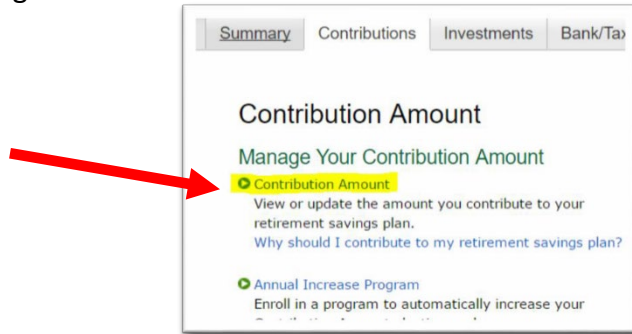 Summary Contributions Investments Bank/Tax
Contribution Amount
Manage Your Contribution Amount
Contribution Amount
View or update the amount you contribute to your
retirement savings plan.
Why should I contribute to my retirement savings plan?
Annual Increase Program
Enroll in a program to automatically increase your